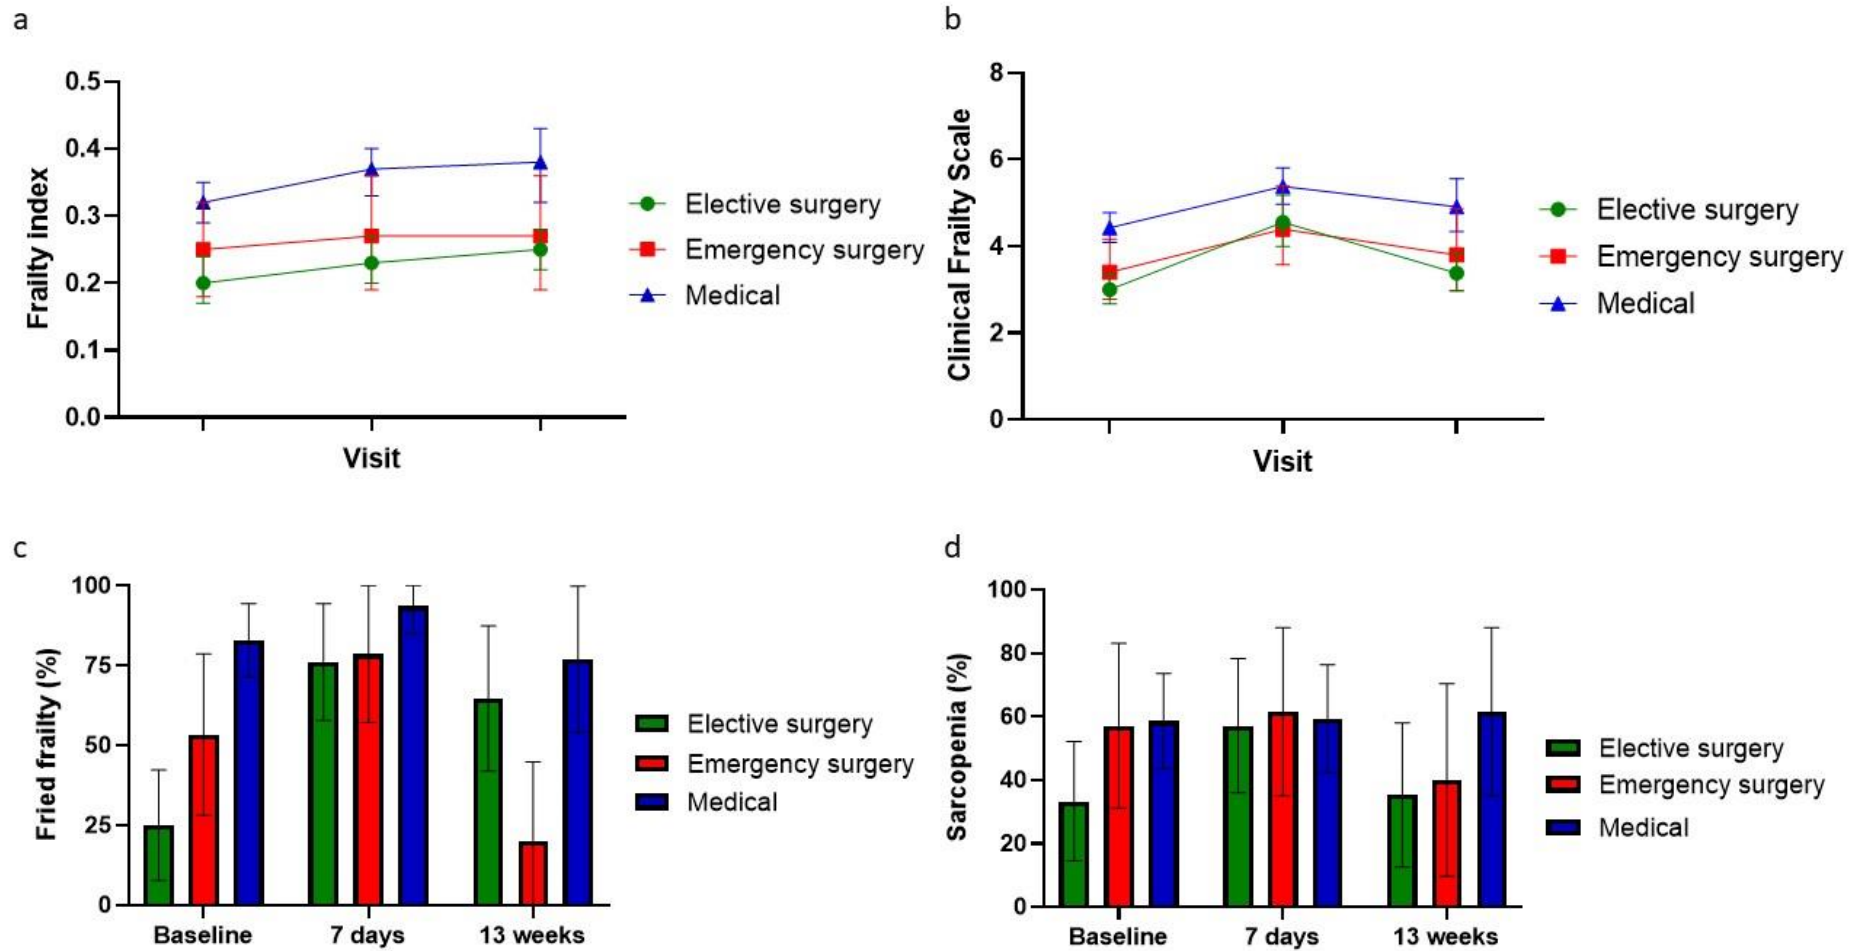 a
0.5
0.4
0.3
0.2
0.1
0.0
Frailty index
Visit
Elective surgery
Emergency surgery
Medical
b
8
6
4
2
0
Clinical Frailty Scale
Visit
Elective surgery
Emergency surgery
Medical
c
100
75
50
25
0
Fried frailty (%)
Baseline
7 days
13 weeks
Elective surgery
Emergency surgery
Medical
d
100
80
60
40
20
0
Sarcopenia (%)
Baseline
7 days
13 weeks
Elective surgery
Emergency surgery
Medical